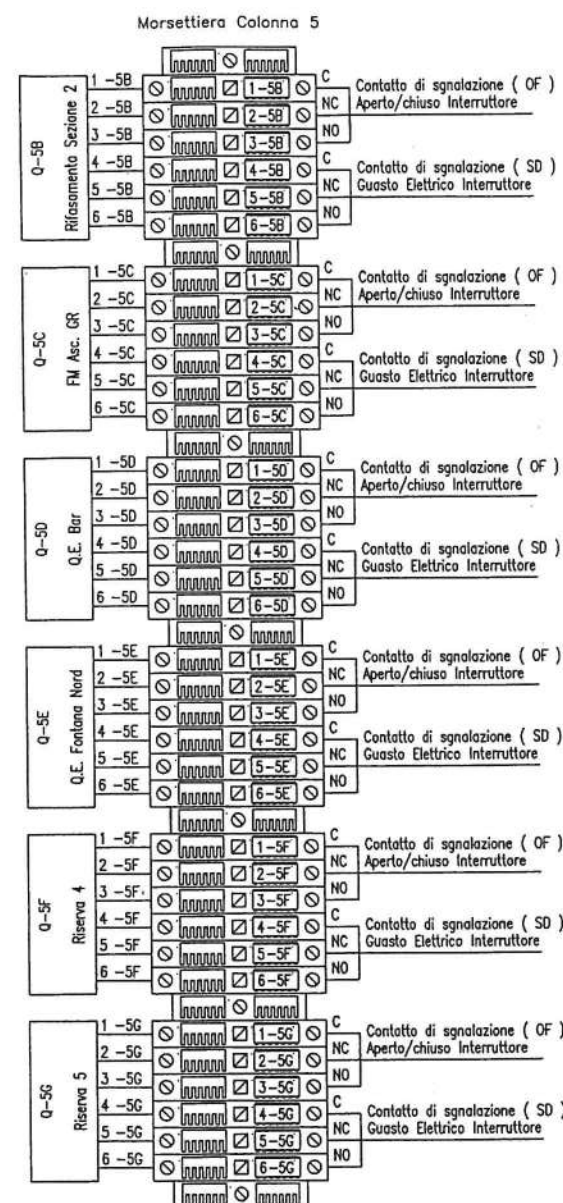 Morsettiera Colonna 5
Q-5B
Rifasamento Sezione 2
1 -5B
2 -5B
3 -5B
4 -5B
5 -5B
6 -5B
1-5B
2-5B
3-5B
4-5B
5-5B
6-5B
C
NC
NO
C
NC
NO
Contatto di sgnalazione ( OF )
Aperto/chiuso Interruttore
Contatto di sgnalazione ( SD )
Guasto Elettrico Interruttore
Q-5C
FM Asc. GR
1 -5C
2 -5C
3 -5C
4 -5C
5 -5C
6 -5C
1-5C
2-5C
3-5C
4-5C
5-5C
6-5C
C
NC
NO
C
NC
NO
Contatto di sgnalazione ( OF )
Aperto/chiuso Interruttore
Contatto di sgnalazione ( SD )
Guasto Elettrico Interruttore
Q-5D
Q.E. Bar
1 -5D
2 -5D
3 -5D
4 -5D
5 -5D
6 -5D
1-5D
2-5D
3-5D
4-5D
5-5D
6-5D
C
NC
NO
C
NC
NO
Contatto di sgnalazione ( OF )
Aperto/chiuso Interruttore
Contatto di sgnalazione ( SD )
Guasto Elettrico Interruttore
Q-5E
Q.E. Fontana Nord
1 -5E
2 -5E
3 -5E
4 -5E
5 -5E
6 -5E
1-5E
2-5E
3-5E
4-5E
5-5E
6-5E
C
NC
NO
C
NC
NO
Contatto di sgnalazione ( OF )
Aperto/chiuso Interruttore
Contatto di sgnalazione ( SD )
Guasto Elettrico Interruttore
Q-5F
Riserva 4
1 -5F
2 -5F
3 -5F
4 -5F
5 -5F
6 -5F
1-5F
2-5F
3-5F
4-5F
5-5F
6-5F
C
NC
NO
C
NC
NO
Contatto di sgnalazione ( OF )
Aperto/chiuso Interruttore
Contatto di sgnalazione ( SD )
Guasto Elettrico Interruttore
Q-5G
Riserva 5
1 -5G
2 -5G
3 -5G
4 -5G
5 -5G
6 -5G
1-5G
2-5G
3-5G
4-5G
5-5G
6-5G
C
NC
NO
C
NC
NO
Contatto di sgnalazione ( OF )
Aperto/chiuso Interruttore
Contatto di sgnalazione ( SD )
Guasto Elettrico Interruttore